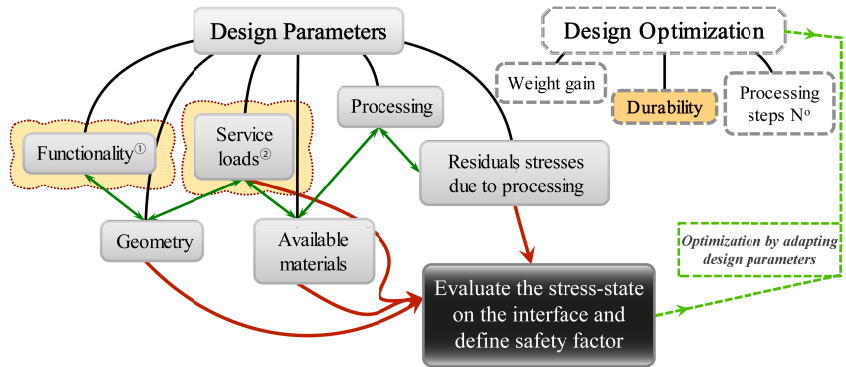 Design Parameters
Design Optimization
Weight gain
Durability
Processing
steps Nº
Processing
Functionality①
Service
loads②
Residuals stresses
due to processing
Geometry
Available
materials
Optimization by adapting
design parameters
Evaluate the stress-state
on the interface and
define safety factor